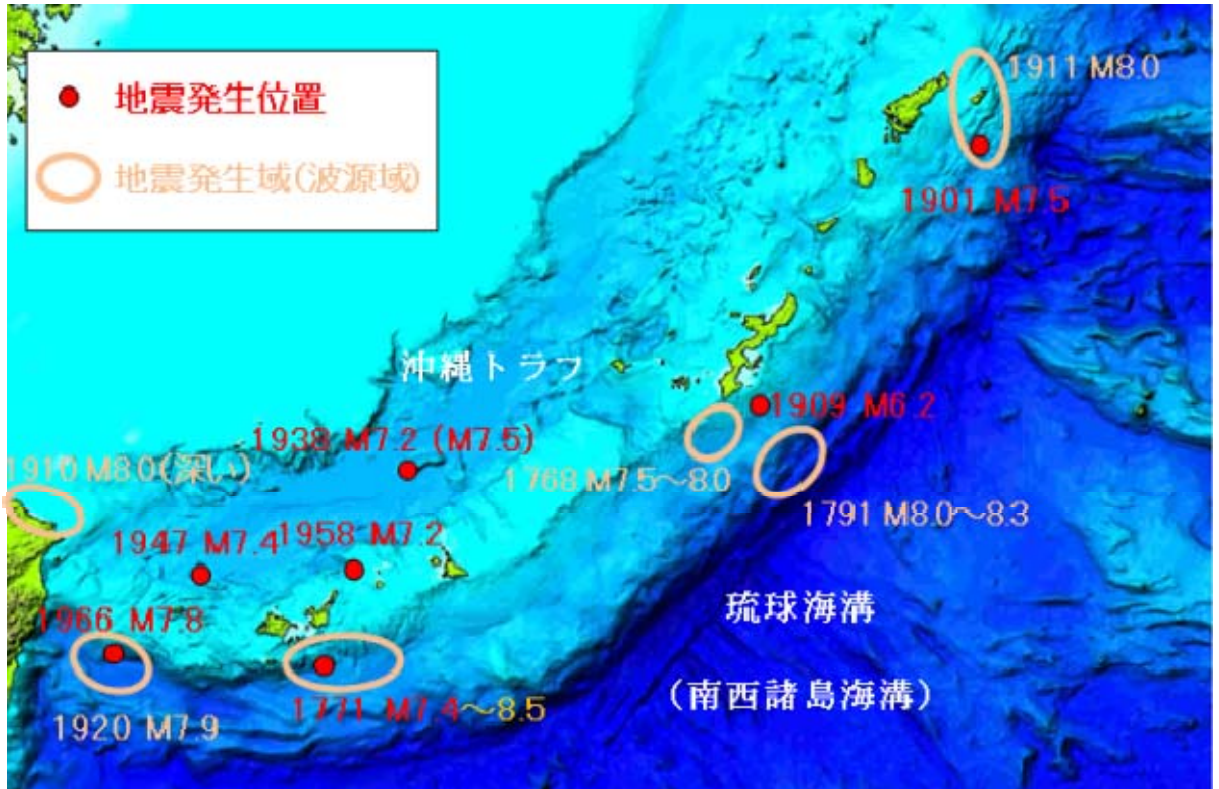 地震発生位置
地震発生域(波源域)
1911 M8.0
1901 M7.5
沖縄トラフ
1909 M6.2
1938 M7.2 (M7.5)
1768 M7.5～8.0
1791 M8.0～8.3
1910 M8.0(深い)
1947 M7.4
1958 M7.2
1966 M7.8
1920 M7.9
1771 M7.4～8.5
琉球海溝
(南西諸島海溝)